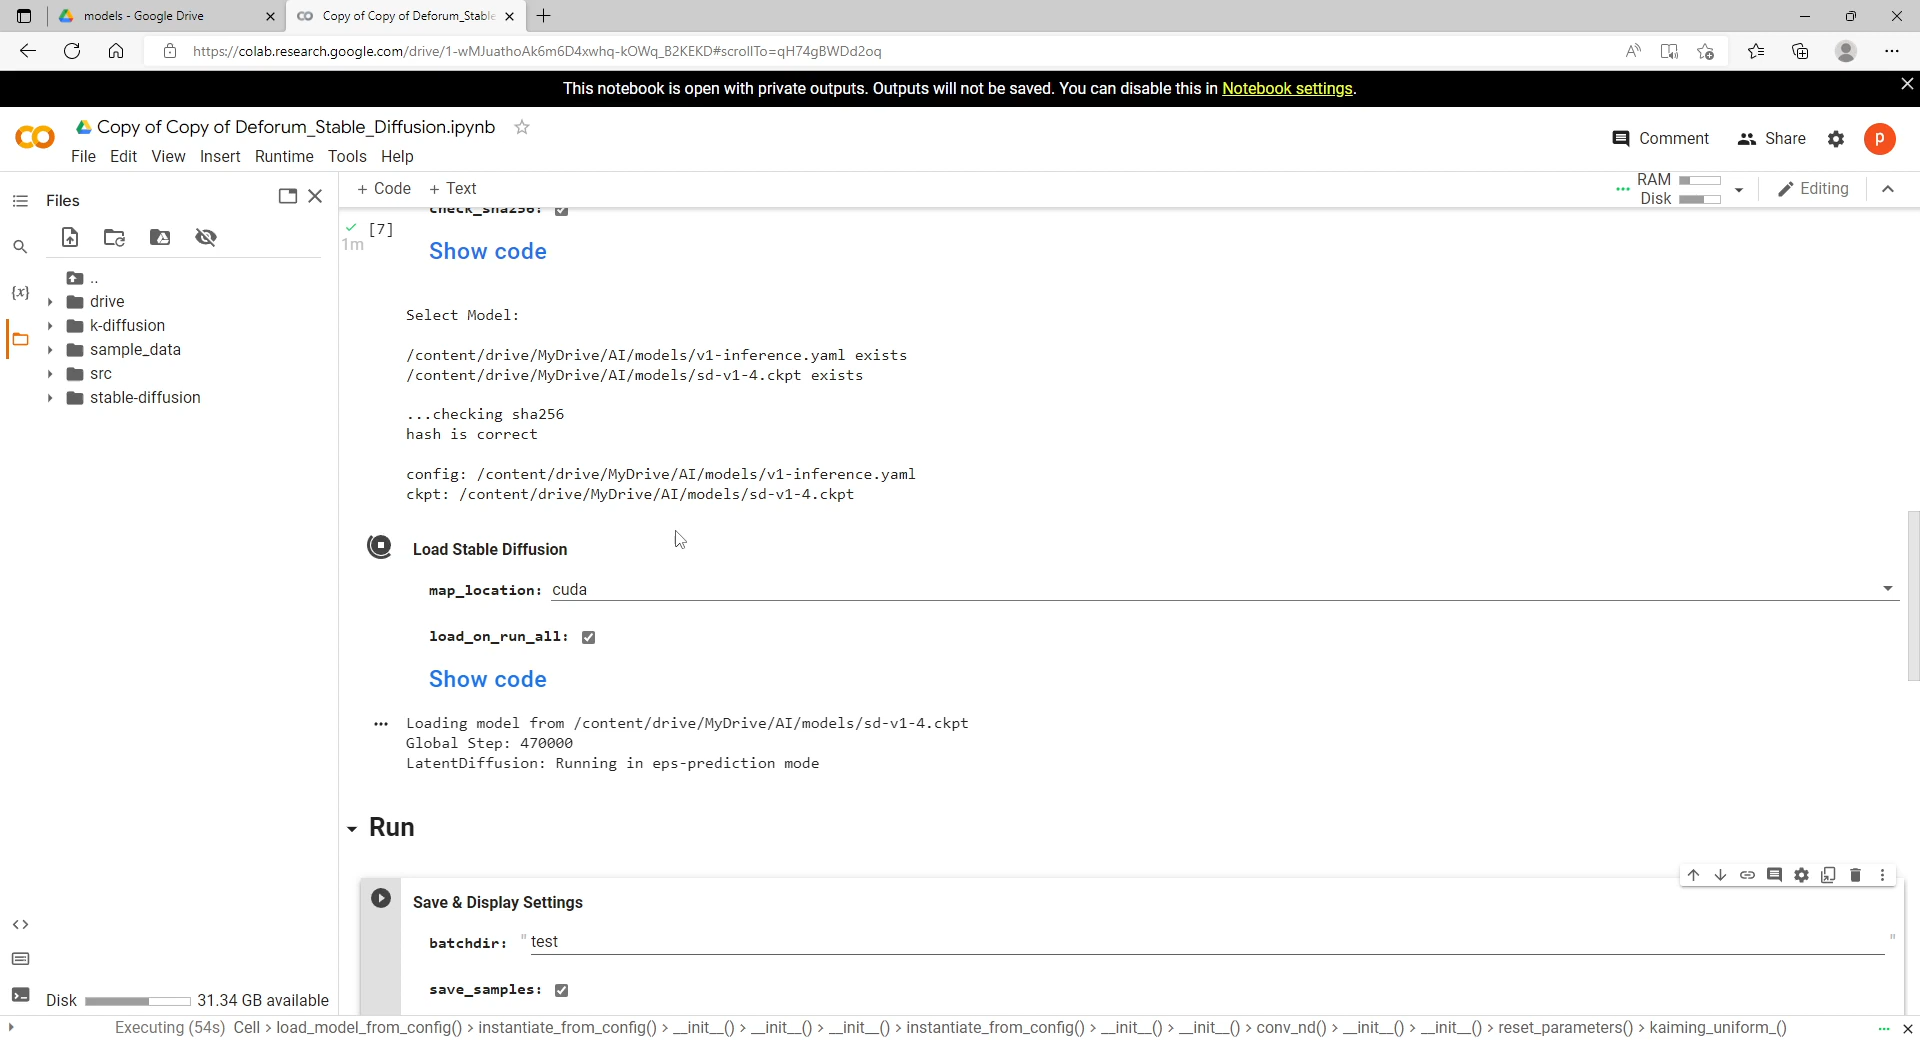 models - Google Drive
Copy of Copy of Deforum_Stable
https://colab.research.google.com/drive/1-wMJuathoAk6m6D4xwhq-kOWq_B2KEKD#scrollTo=qH74gBWDd2oq
This notebook is open with private outputs. Outputs will not be saved. You can disable this in Notebook settings.
Copy of Copy of Deforum_Stable_Diffusion.ipynb
Comment
Share
P
File Edit View Insert Runtime Tools Help
Files
+ Code + Text
RAM
Disk
Editing
check_sha256:
[7]
1m
Show code
..
drive
k-diffusion
sample_data
src
stable-diffusion
{x}
Select Model:
/content/drive/MyDrive/AI/models/v1-inference.yaml exists
/content/drive/MyDrive/AI/models/sd-v1-4.ckpt exists
...checking sha256
hash is correct
config: /content/drive/MyDrive/AI/models/v1-inference.yaml
ckpt: /content/drive/MyDrive/AI/models/sd-v1-4.ckpt
Load Stable Diffusion
map_location: cuda
load_on_run_all:
Show code
Loading model from /content/drive/MyDrive/AI/models/sd-v1-4.ckpt
Global Step: 470000
LatentDiffusion: Running in eps-prediction mode
Run
Save & Display Settings
batchdir: " test "
save_samples:
Disk 31.34 GB available
Executing (54s) Cell > load_model_from_config() > instantiate_from_config() > __init__() > __init__() > __init__() > instantiate_from_config() > __init__() > __init__() > conv_nd() > __init__() > __init__() > reset_parameters() > kaiming_uniform_()